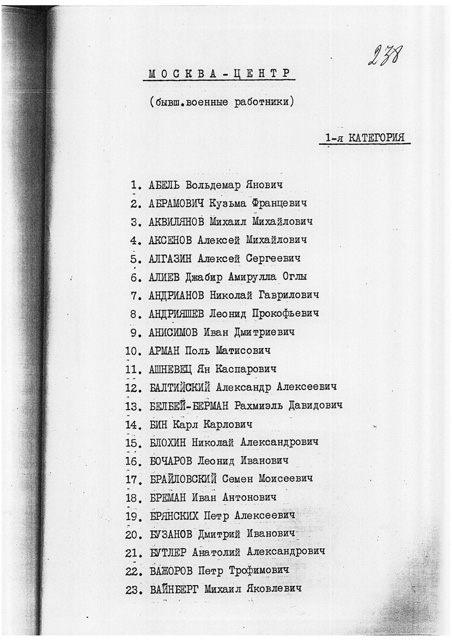 238
МОСКВА-ЦЕНТР
(бывш.военные работники)
1-я КАТЕГОРИЯ
1. АБЕЛЬ Вольдемар Янович
2. АБРАМОВИЧ Кузьма Францевич
3. АКВИЛЯНОВ Михаил Михайлович
4. АКСЕНОВ Алексей Михайлович
5. АЛГАЗИН Алексей Сергеевич
6. АЛИЕВ Джабир Амирулла Оглы
7. АНДРИАНОВ Николай Гаврилович
8. АНДРИЯШЕВ Леонид Прокофьевич
9. АНИСИМОВ Иван Дмитриевич
10. АРМАН Поль Матисович
11. АШНЕВЕЦ Ян Каспарович
12. БАЛТИЙСКИЙ Александр Алексеевич
13. БЕЛБЕЙ-БЕРМАН Рахмиэль Давидович
14. БИН Карл Карлович
15. БЛОХИН Николай Александрович
16. БОЧАРОВ Леонид Иванович
17. БРАЙЛОВСКИЙ Семен Моисеевич
18. БРЕМАН Иван Антонович
19. БРЯНСКИХ Петр Алексеевич
20. БУЗАНОВ Дмитрий Иванович
21. БУТЛЕР Анатолий Александрович
22. ВАЖОРОВ Петр Трофимович
23. ВАЙНБЕРГ Михаил Яковлевич